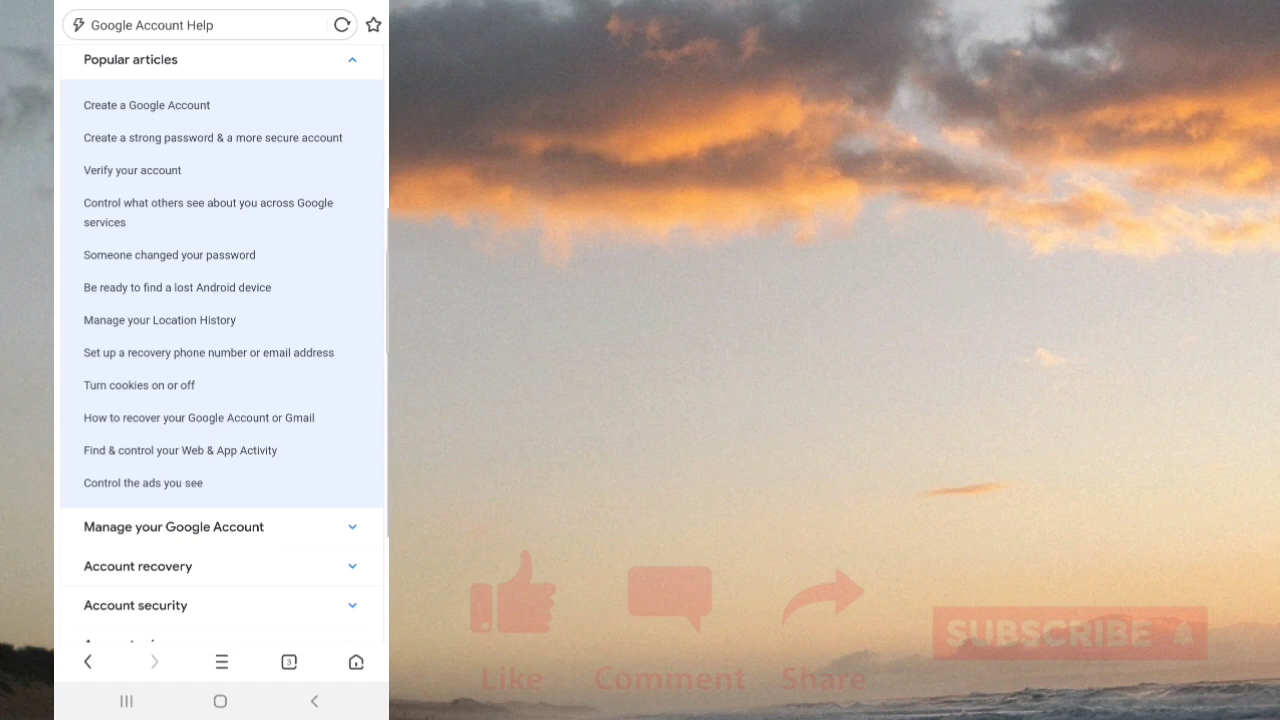 Google Account Help
Popular articles
Create a Google Account
Create a strong password & a more secure account
Verify your account
Control what others see about you across Google
services
Someone changed your password
Be ready to find a lost Android device
Manage your Location History
Set up a recovery phone number or email address
Turn cookies on or off
How to recover your Google Account or Gmail
Find & control your Web & App Activity
Control the ads you see
Manage your Google Account
Account recovery
Account security
3
SUBSCRIBE
Like Comment Share